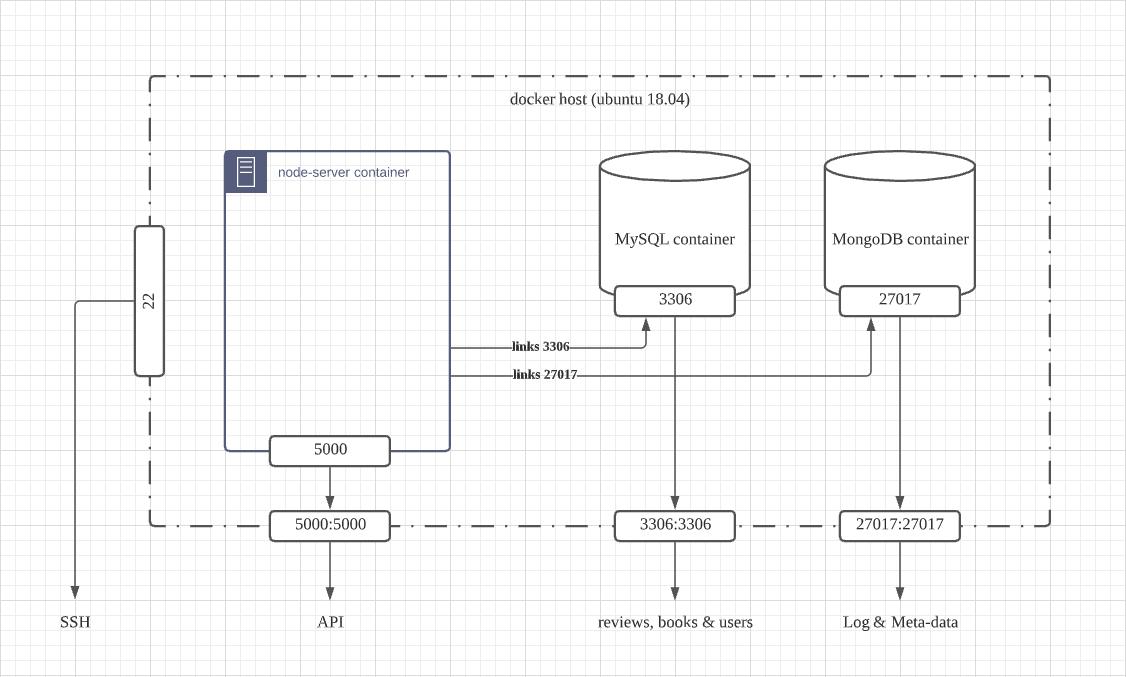 docker host (ubuntu 18.04)
node-server container
MySQL container
MongoDB container
22
3306
27017
links 3306
links 27017
5000
5000:5000
3306:3306
27017:27017
SSH
API
reviews, books & users
Log & Meta-data